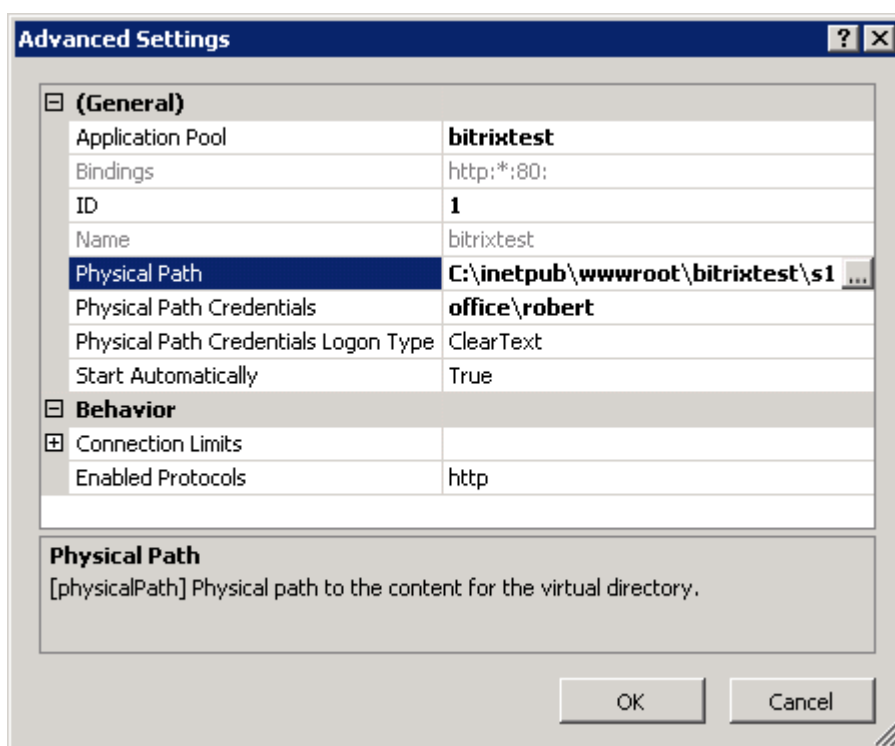 Advanced Settings
(General)
Application Pool bitrixtest
Bindings http:*:80:
ID 1
Name bitrixtest
Physical Path C:\inetpub\wwwroot\bitrixtest\s1 ...
Physical Path Credentials office\robert
Physical Path Credentials Logon Type ClearText
Start Automatically True
Behavior
Connection Limits
Enabled Protocols http
Physical Path
[physicalPath] Physical path to the content for the virtual directory.
OK Cancel